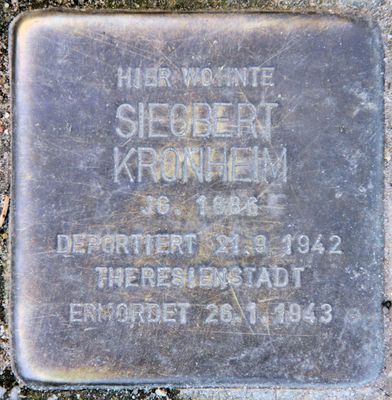 HIER WOHNTE
SIEGBERT
KRONHEIM
JG. 1886
DEPORTIERT 21.9.1942
THERESIENSTADT
ERMORDET 26.1.1943